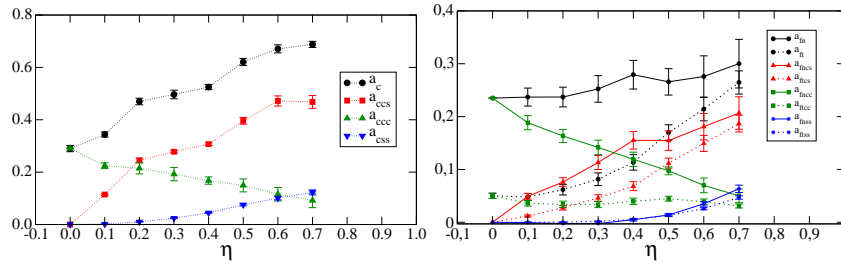 0.8
0.6
0.4
0.2
0.0
a_c
a_ccs
a_ccc
a_css
0.0 0.1 0.2 0.3 0.4 0.5 0.6 0.7 0.8 0.9 1.0
η
0,4
0,3
0,2
0,1
0
a_fn
a_ft
a_fncs
a_ftcs
a_fncc
a_ftcc
a_fnss
a_ftss
-0,1 0 0,1 0,2 0,3 0,4 0,5 0,6 0,7 0,8 0,9
η